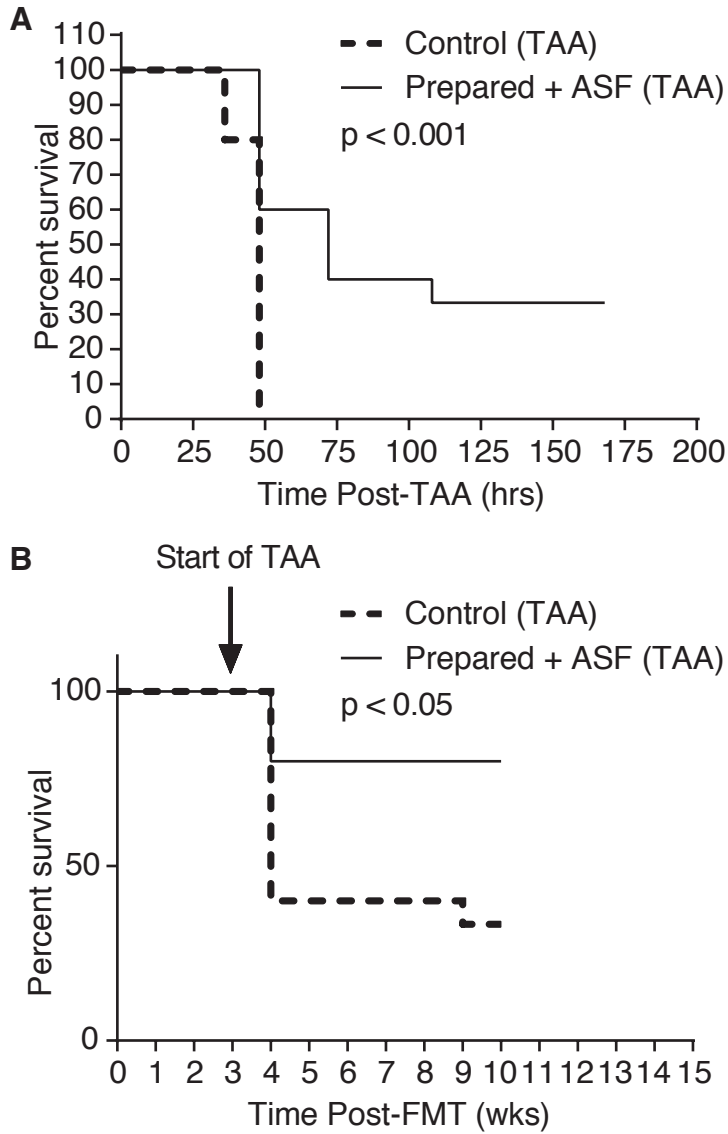 A
110
100
90
80
70
60
50
40
30
20
10
0
Percent survival
Control (TAA)
Prepared + ASF (TAA)
p < 0.001
0 25 50 75 100 125 150 175 200
Time Post-TAA (hrs)
B
Start of TAA
Control (TAA)
Prepared + ASF (TAA)
p < 0.05
100
50
0
Percent survival
0 1 2 3 4 5 6 7 8 9 10 11 12 13 14 15
Time Post-FMT (wks)